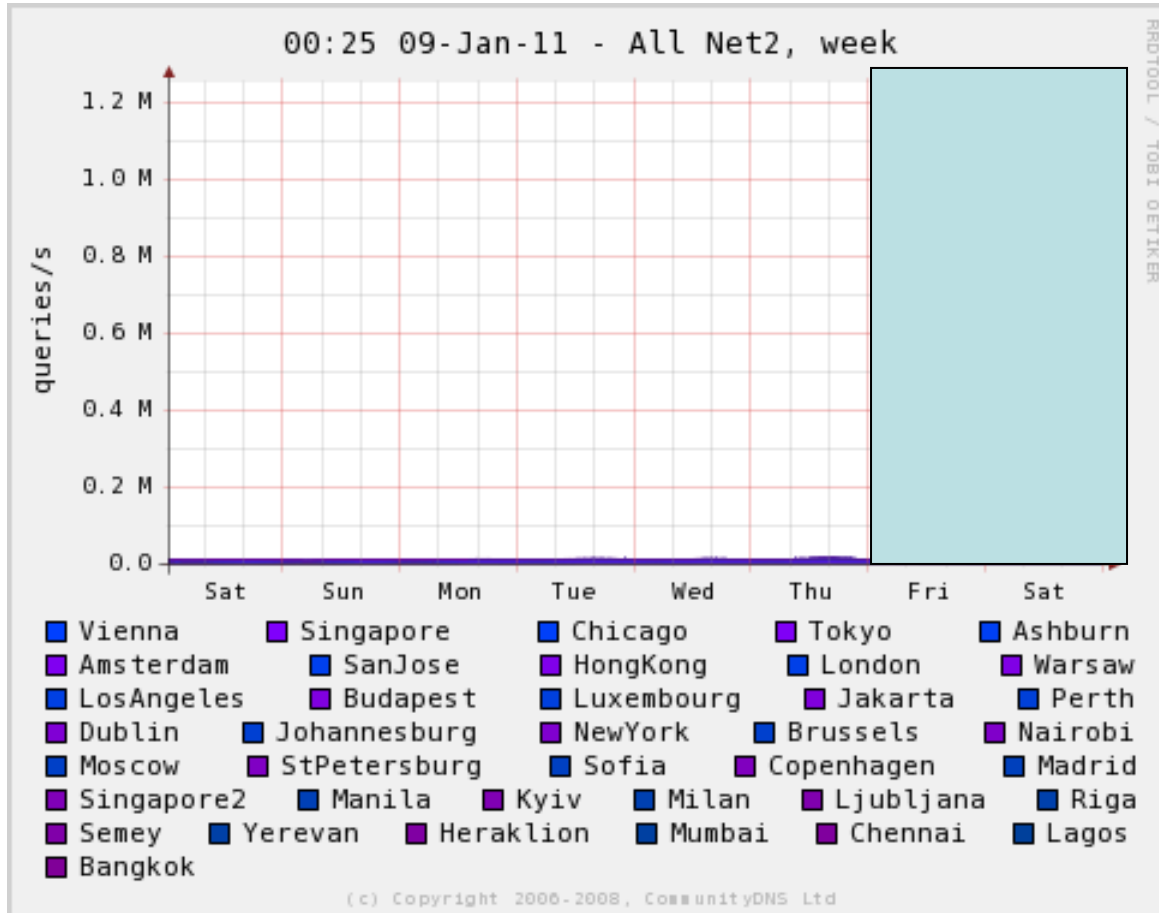 00:25 09-Jan-11 - All Net2, week
RRDTOOL / TOBI OETIKER
queries/s
1.2 M
1.0 M
0.8 M
0.6 M
0.4 M
0.2 M
0.0
Sat Sun Mon Tue Wed Thu Fri Sat
Vienna Singapore Chicago Tokyo Ashburn
Amsterdam SanJose HongKong London Warsaw
LosAngeles Budapest Luxembourg Jakarta Perth
Dublin Johannesburg NewYork Brussels Nairobi
Moscow StPetersburg Sofia Copenhagen Madrid
Singapore2 Manila Kyiv Milan Ljubljana Riga
Semey Yerevan Heraklion Mumbai Chennai Lagos
Bangkok
(c) Copyright 2006-2008, CommunityDNS Ltd